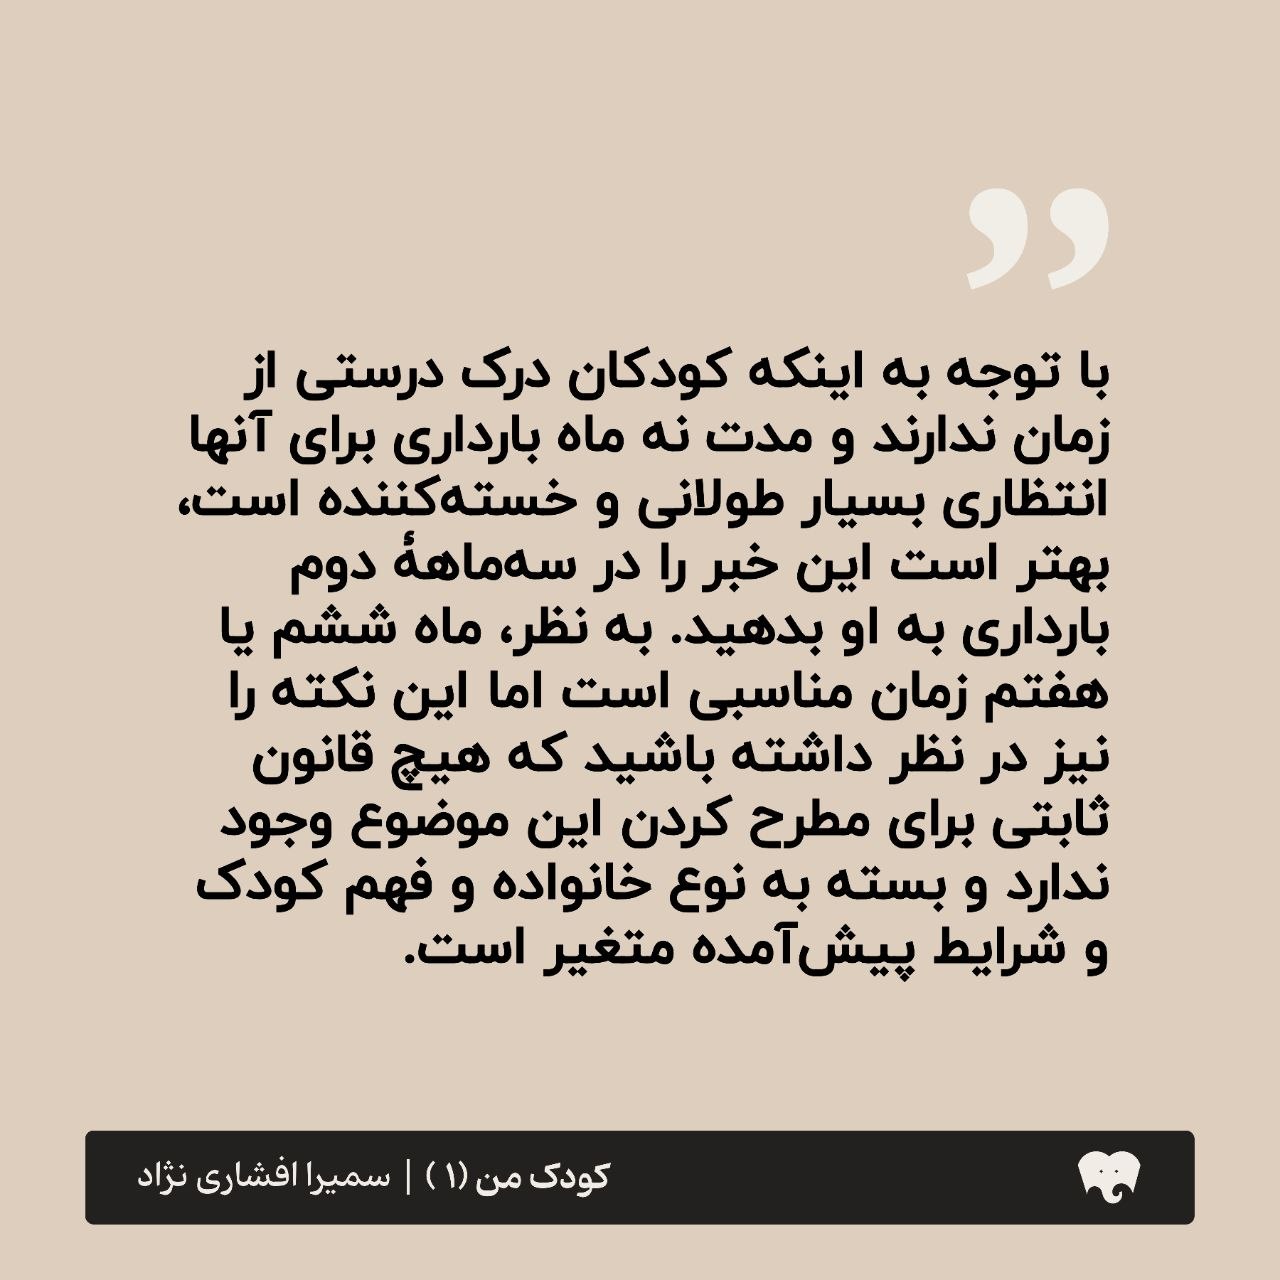 ”
با توجه به اینکه کودکان درک درستی از
زمان ندارند و مدت نه ماه بارداری برای آنها
انتظاری بسیار طولانی و خسته‌کننده است،
بهتر است این خبر را در سه‌ماههٔ دوم
بارداری به او بدهید. به نظر، ماه ششم یا
هفتم زمان مناسبی است اما این نکته را
نیز در نظر داشته باشید که هیچ قانون
ثابتی برای مطرح کردن این موضوع وجود
ندارد و بسته به نوع خانواده و فهم کودک
و شرایط پیش‌آمده متغیر است.
کودک من (۱) | سمیرا افشاری نژاد